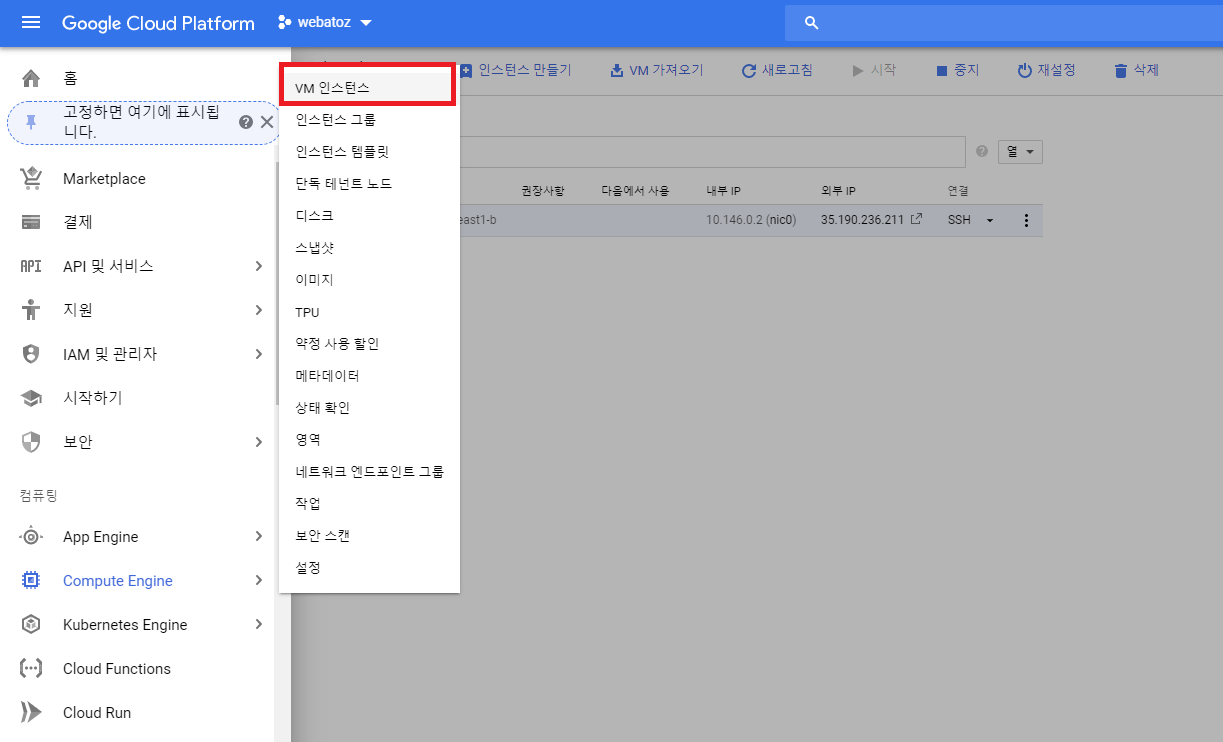 Google Cloud Platform webatoz
홈
고정하면 여기에 표시됩
니다.
Marketplace
결제
API API 및 서비스
지원
IAM 및 관리자
시작하기
보안
컴퓨팅
App Engine
Compute Engine
Kubernetes Engine
Cloud Functions
Cloud Run
VM 인스턴스
인스턴스 그룹
인스턴스 템플릿
단독 테넌트 노드
디스크
스냅샷
이미지
TPU
약정 사용 할인
메타데이터
상태 확인
영역
네트워크 엔드포인트 그룹
작업
보안 스캔
설정
인스턴스 만들기 VM 가져오기 새로고침 시작 중지 재설정 삭제
열
권장사항 다음에서 사용 내부 IP 외부 IP 연결
east1-b 10.146.0.2 (nic0) 35.190.236.211 SSH